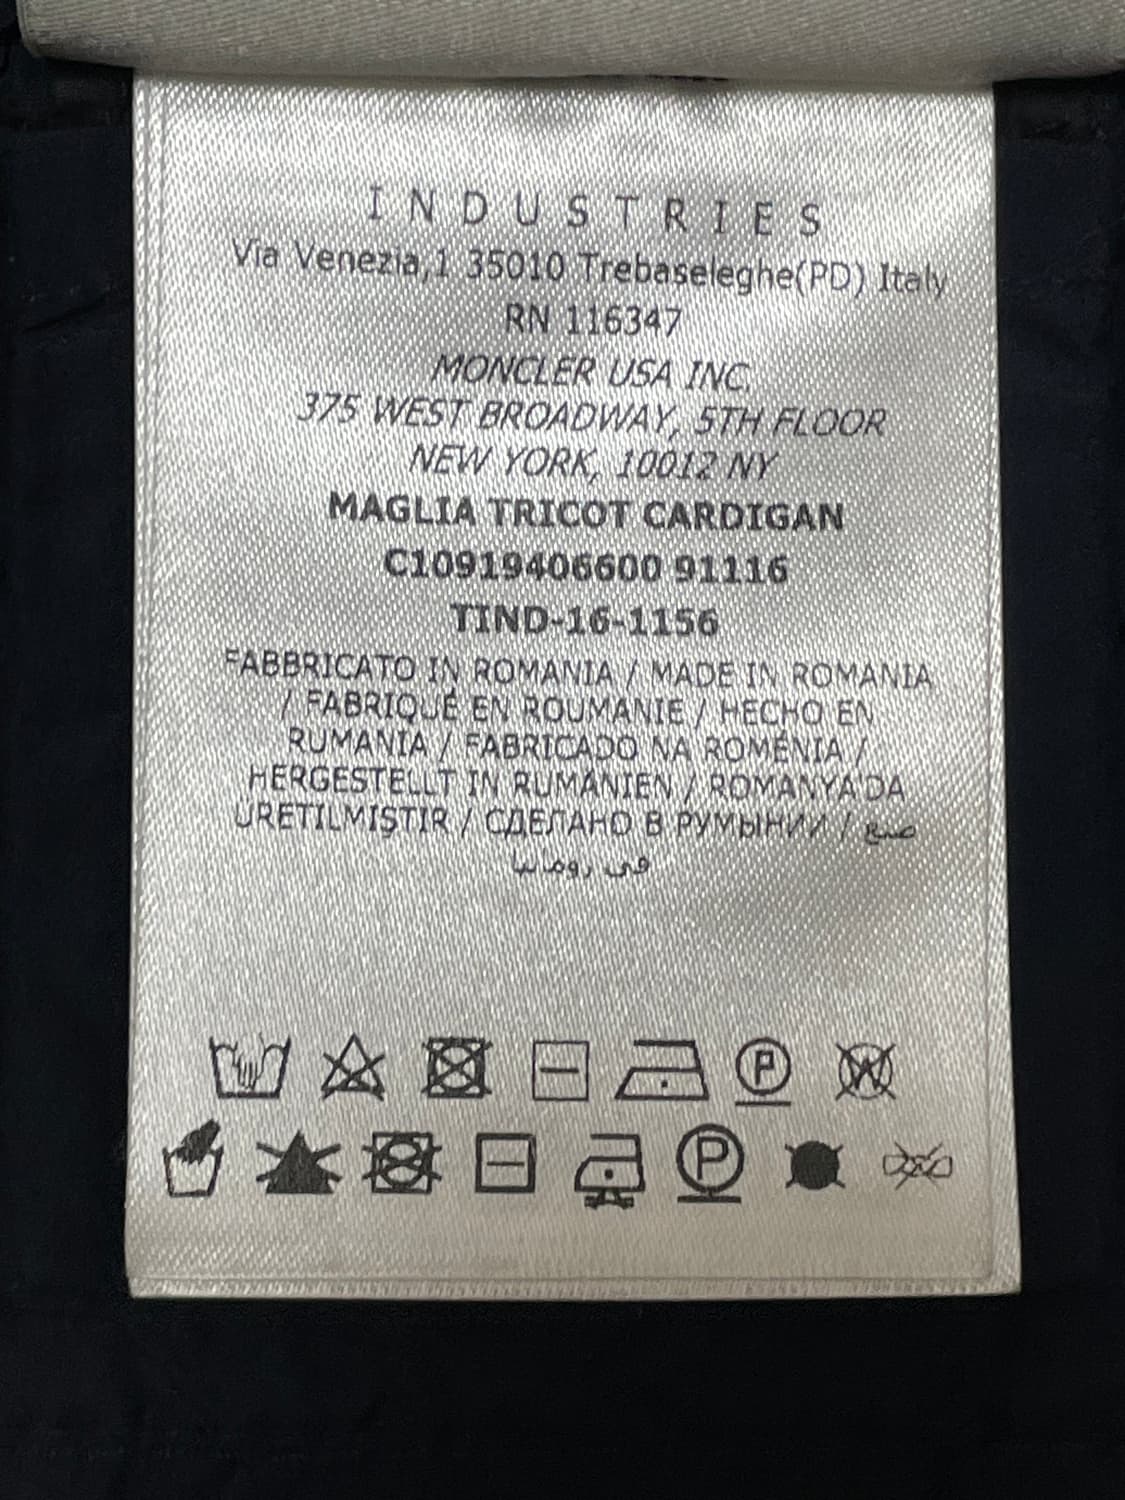 INDUSTRIES
Via Venezia,1 35010 Trebaseleghe(PD) Italy
RN 116347
MONCLER USA INC.
375 WEST BROADWAY, 5TH FLOOR
NEW YORK, 10012 NY
MAGLIA TRICOT CARDIGAN
C10919406600 91116
TIND-16-1156
FABBRICATO IN ROMANIA / MADE IN ROMANIA
/ FABRIQUÉ EN ROUMANIE / HECHO EN
RUMANIA / FABRICADO NA ROMÉNIA /
HERGESTELLT IN RUMÄNIEN / ROMANYA'DA
ÜRETILMIŞTIR / СДЕЛАНО В РУМЫНИИ / صنع
في رومانيا
P W
P